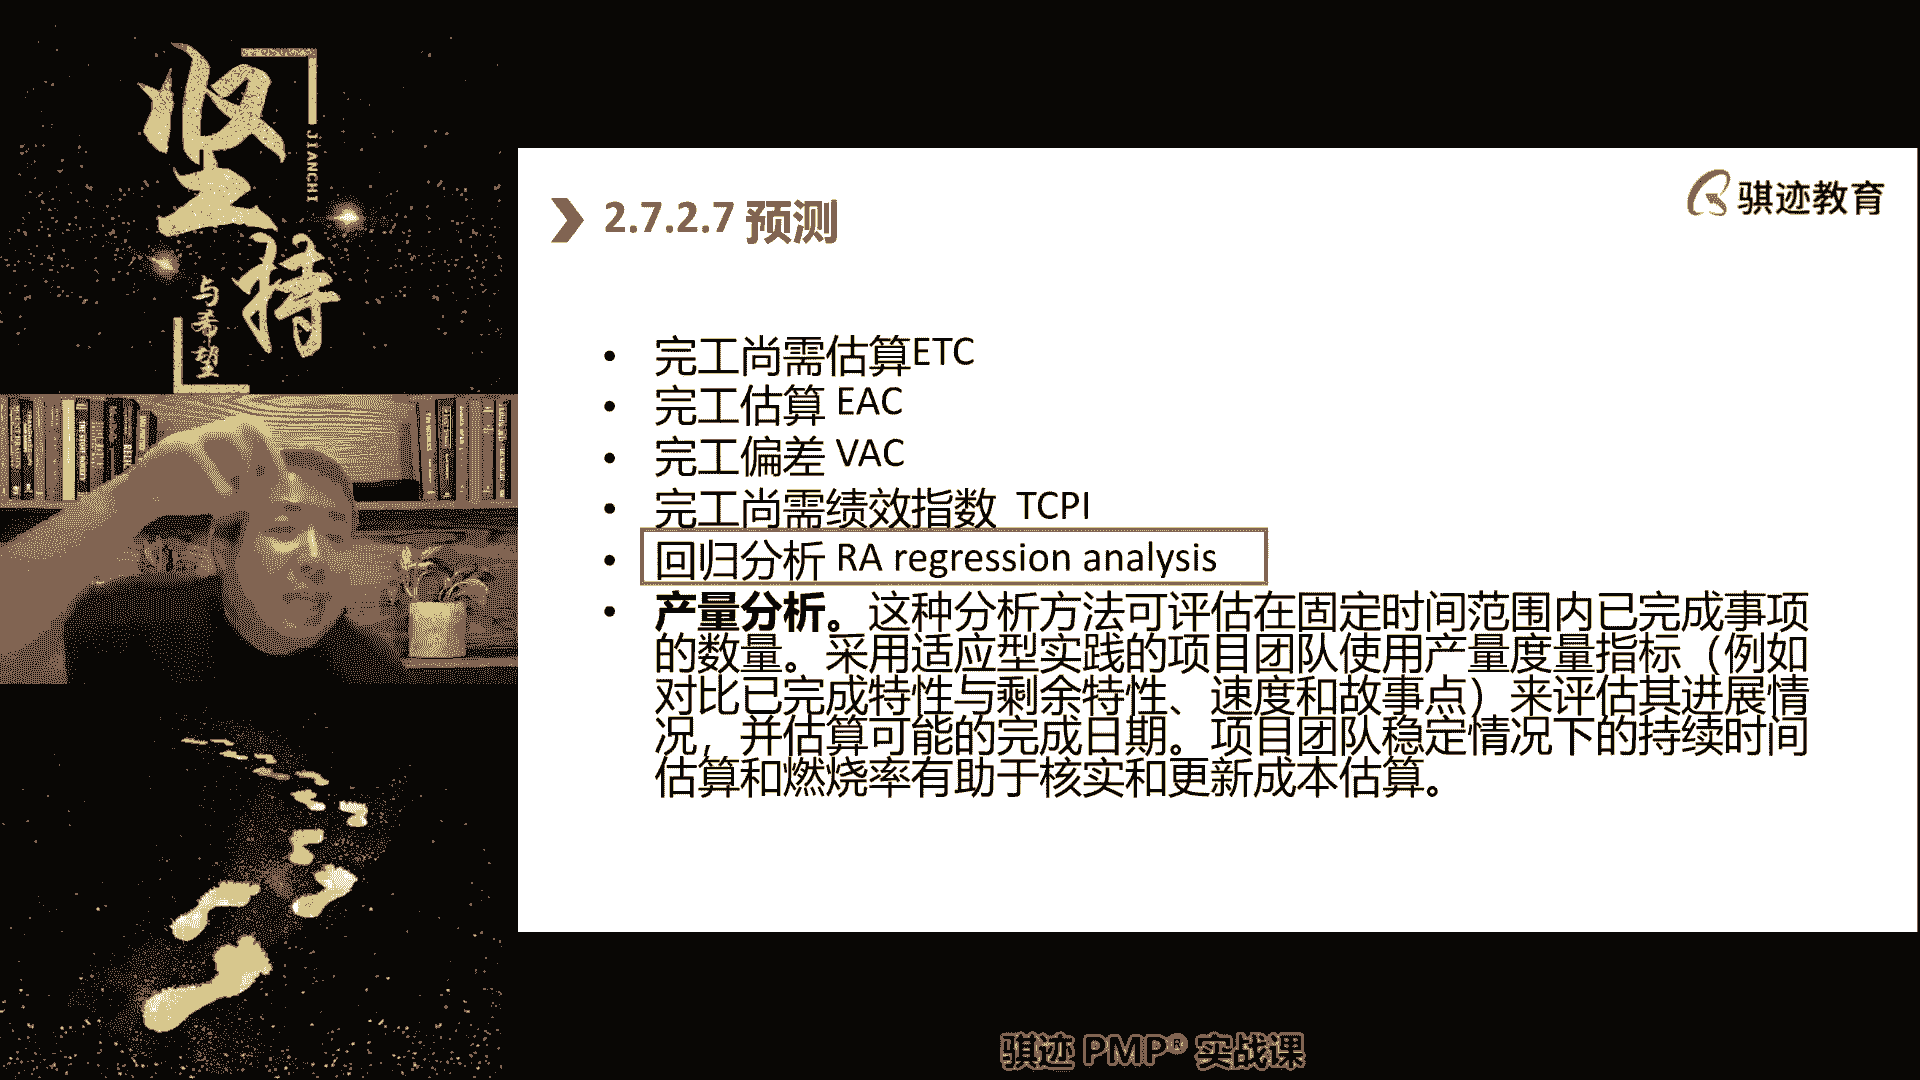 坚持
JIANCHI
与希望
骐迹教育
2.7.2.7 预测
• 完工尚需估算ETC
• 完工估算 EAC
• 完工偏差 VAC
• 完工尚需绩效指数 TCPI
• 回归分析 RA regression analysis
• 产量分析。这种分析方法可评估在固定时间范围内已完成事项
的数量。采用适应型实践的项目团队使用产量度量指标（例如
对比已完成特性与剩余特性、速度和故事点）来评估其进展情
况，并估算可能的完成日期。项目团队稳定情况下的持续时间
估算和燃烧率有助于核实和更新成本估算。
骐迹 PMP® 实战课